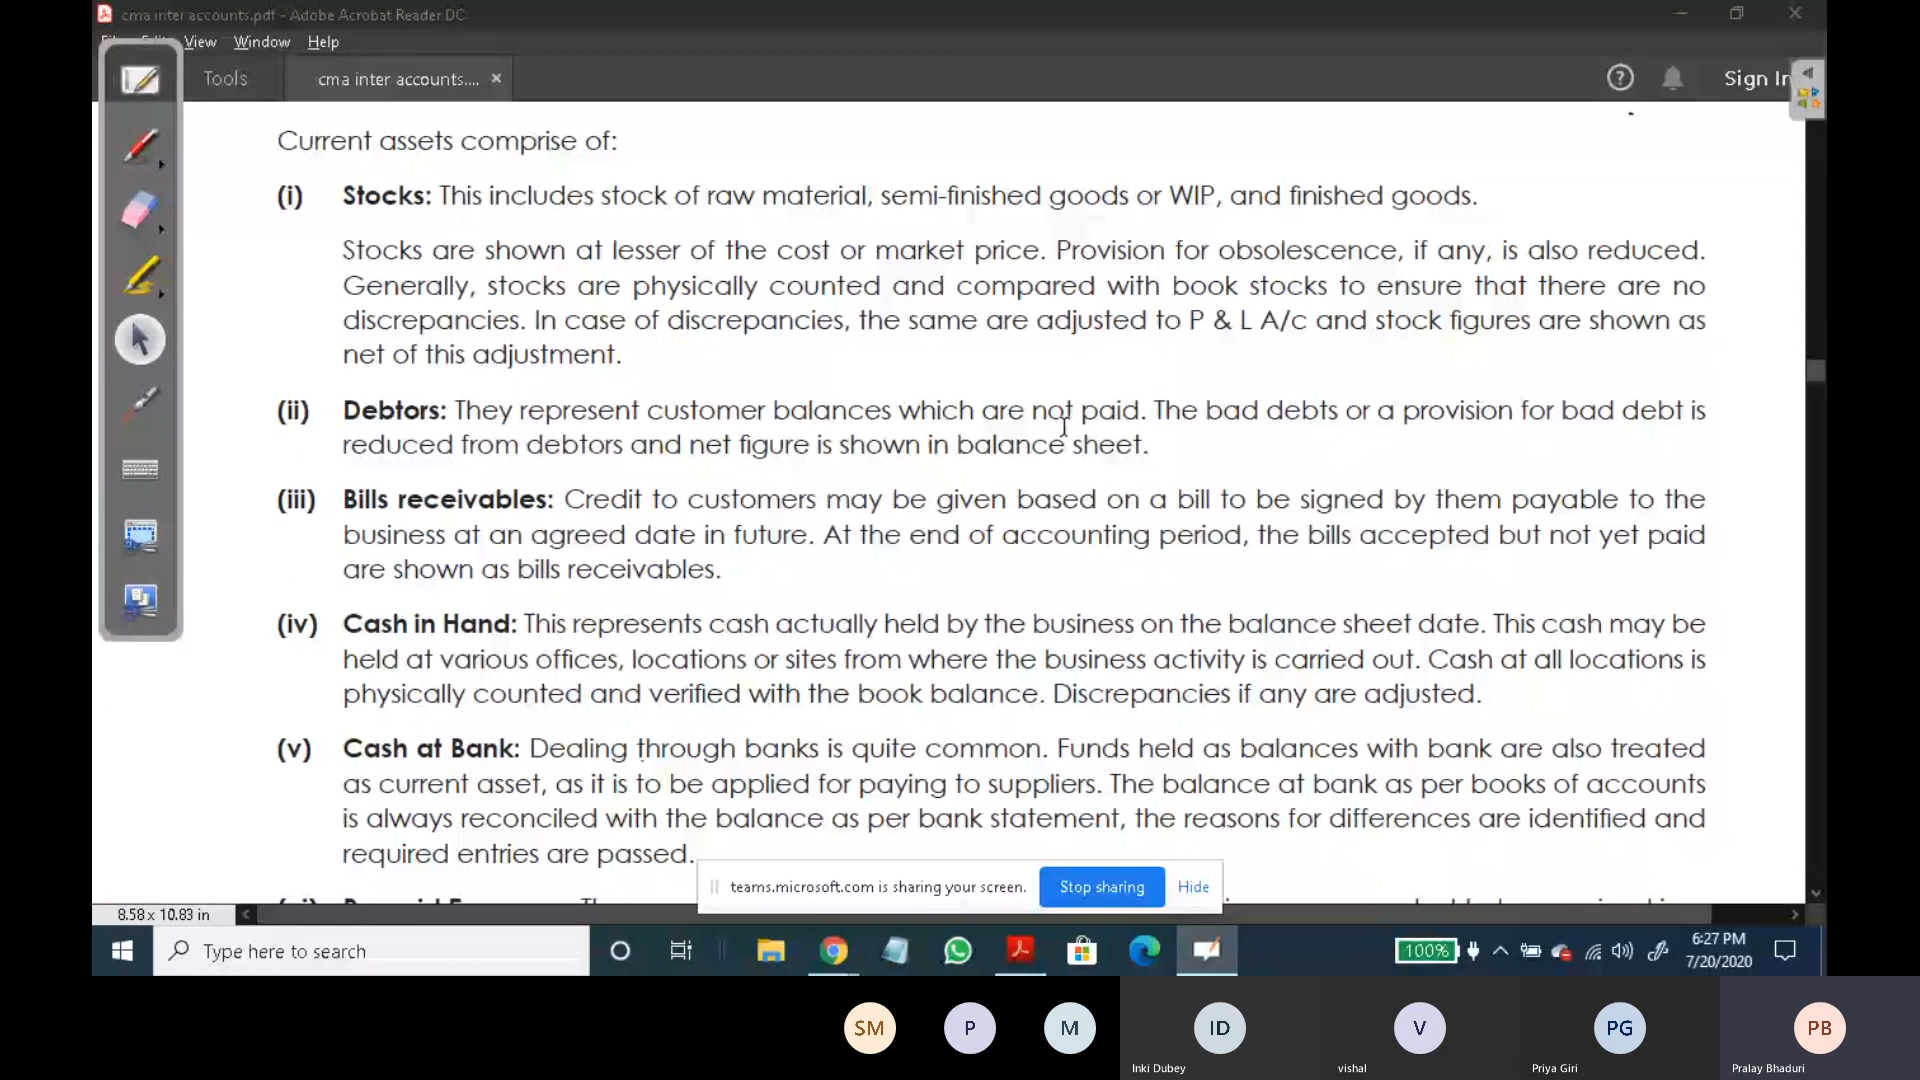 cma inter accounts.pdf - Adobe Acrobat Reader DC
View Window Help
Tools
cma inter accounts....
Sign In
Current assets comprise of:
(i) Stocks: This includes stock of raw material, semi-finished goods or WIP, and finished goods.
Stocks are shown at lesser of the cost or market price. Provision for obsolescence, if any, is also reduced.
Generally, stocks are physically counted and compared with book stocks to ensure that there are no
discrepancies. In case of discrepancies, the same are adjusted to P & L A/c and stock figures are shown as
net of this adjustment.
(ii) Debtors: They represent customer balances which are not paid. The bad debts or a provision for bad debt is
reduced from debtors and net figure is shown in balance sheet.
(iii) Bills receivables: Credit to customers may be given based on a bill to be signed by them payable to the
business at an agreed date in future. At the end of accounting period, the bills accepted but not yet paid
are shown as bills receivables.
(iv) Cash in Hand: This represents cash actually held by the business on the balance sheet date. This cash may be
held at various offices, locations or sites from where the business activity is carried out. Cash at all locations is
physically counted and verified with the book balance. Discrepancies if any are adjusted.
(v) Cash at Bank: Dealing through banks is quite common. Funds held as balances with bank are also treated
as current asset, as it is to be applied for paying to suppliers. The balance at bank as per books of accounts
is always reconciled with the balance as per bank statement, the reasons for differences are identified and
required entries are passed.
teams.microsoft.com is sharing your screen.
Stop sharing
Hide
8.58 x 10.83 in
Type here to search
100%
6:27 PM
7/20/2020
SM
P
M
ID
V
PG
PB
Inki Dubey
vishal
Priya Giri
Pralay Bhaduri